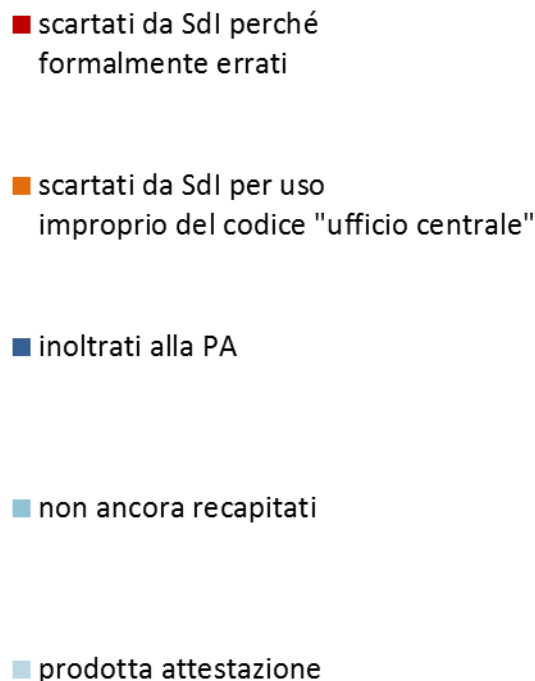 scartati da SdI perché
formalmente errati
scartati da SdI per uso
improprio del codice "ufficio centrale"
inoltrati alla PA
non ancora recapitati
prodotta attestazione